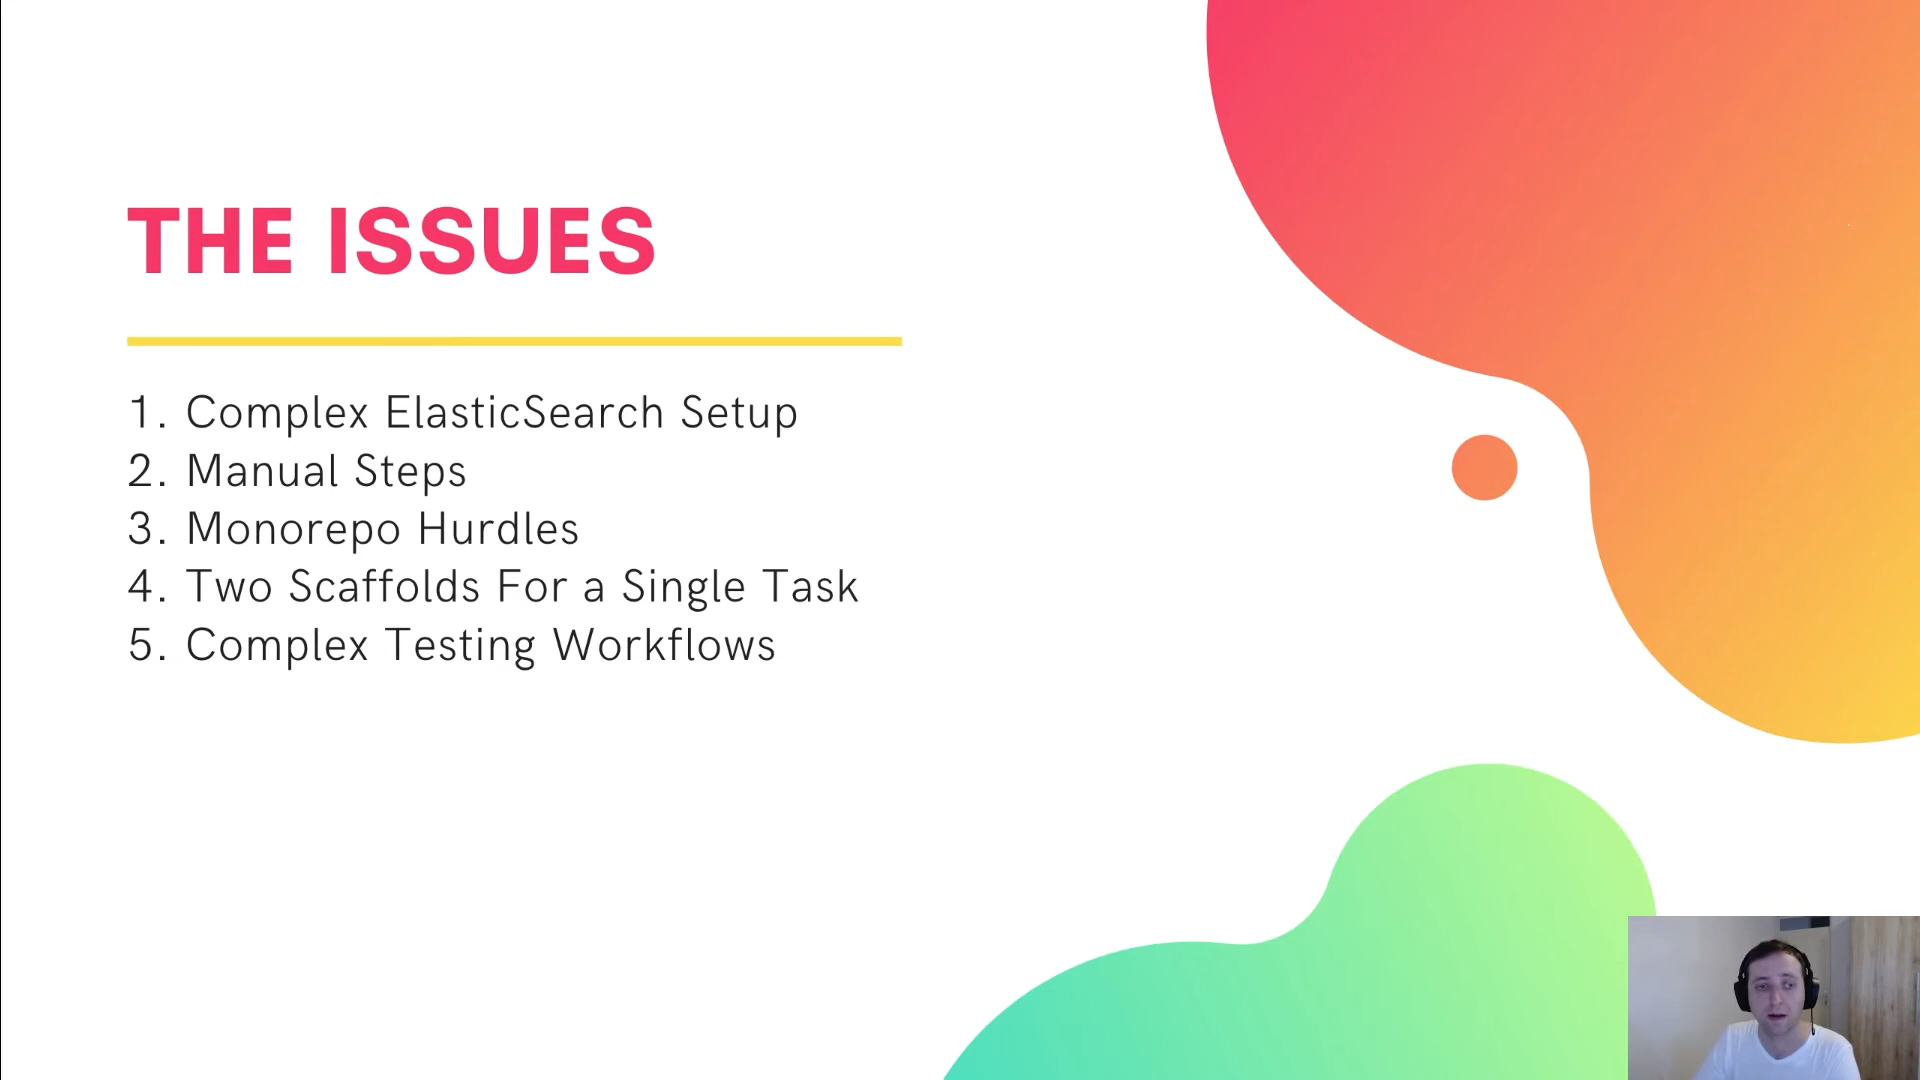 THE ISSUES
1. Complex ElasticSearch Setup
2. Manual Steps
3. Monorepo Hurdles
4. Two Scaffolds For a Single Task
5. Complex Testing Workflows